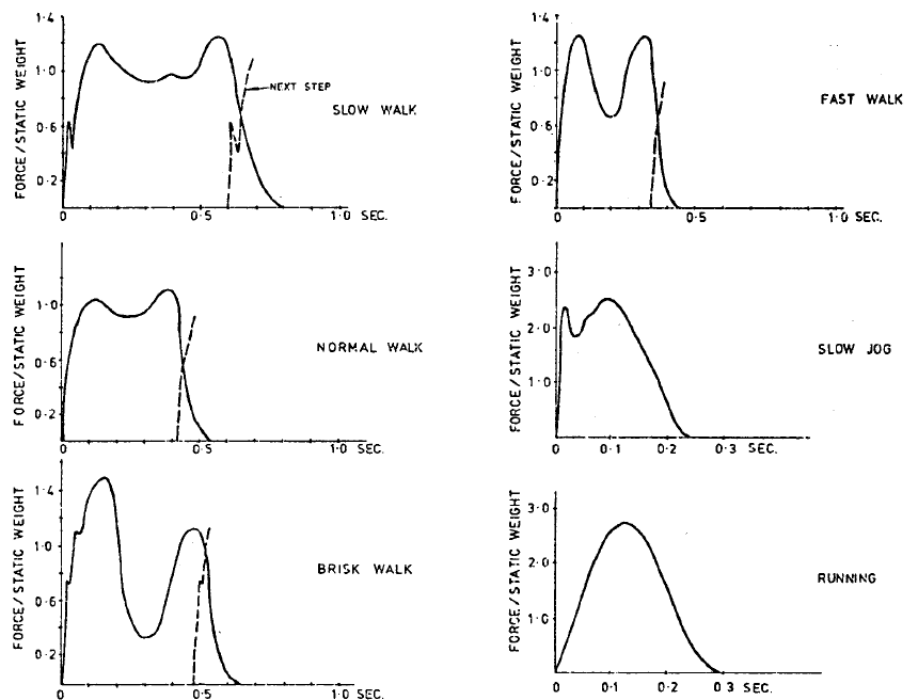 FORCE/STATIC WEIGHT
1·4
1·0
0·6
0·2
0
0·5
1·0 SEC.
NEXT STEP
SLOW WALK
FORCE/STATIC WEIGHT
1·4
1·0
0·6
0·2
0
0·5
1·0 SEC.
FAST WALK
FORCE/STATIC WEIGHT
1·0
0·6
0·2
0
0·5
1·0 SEC.
NORMAL WALK
FORCE/STATIC WEIGHT
3·0
2·0
1·0
0
0·1
0·2
0·3 SEC.
SLOW JOG
FORCE/STATIC WEIGHT
1·4
1·0
0·6
0·2
0
0·5
1·0 SEC.
BRISK WALK
FORCE/STATIC WEIGHT
3·0
2·0
1·0
0
0·1
0·2
0·3 SEC.
RUNNING